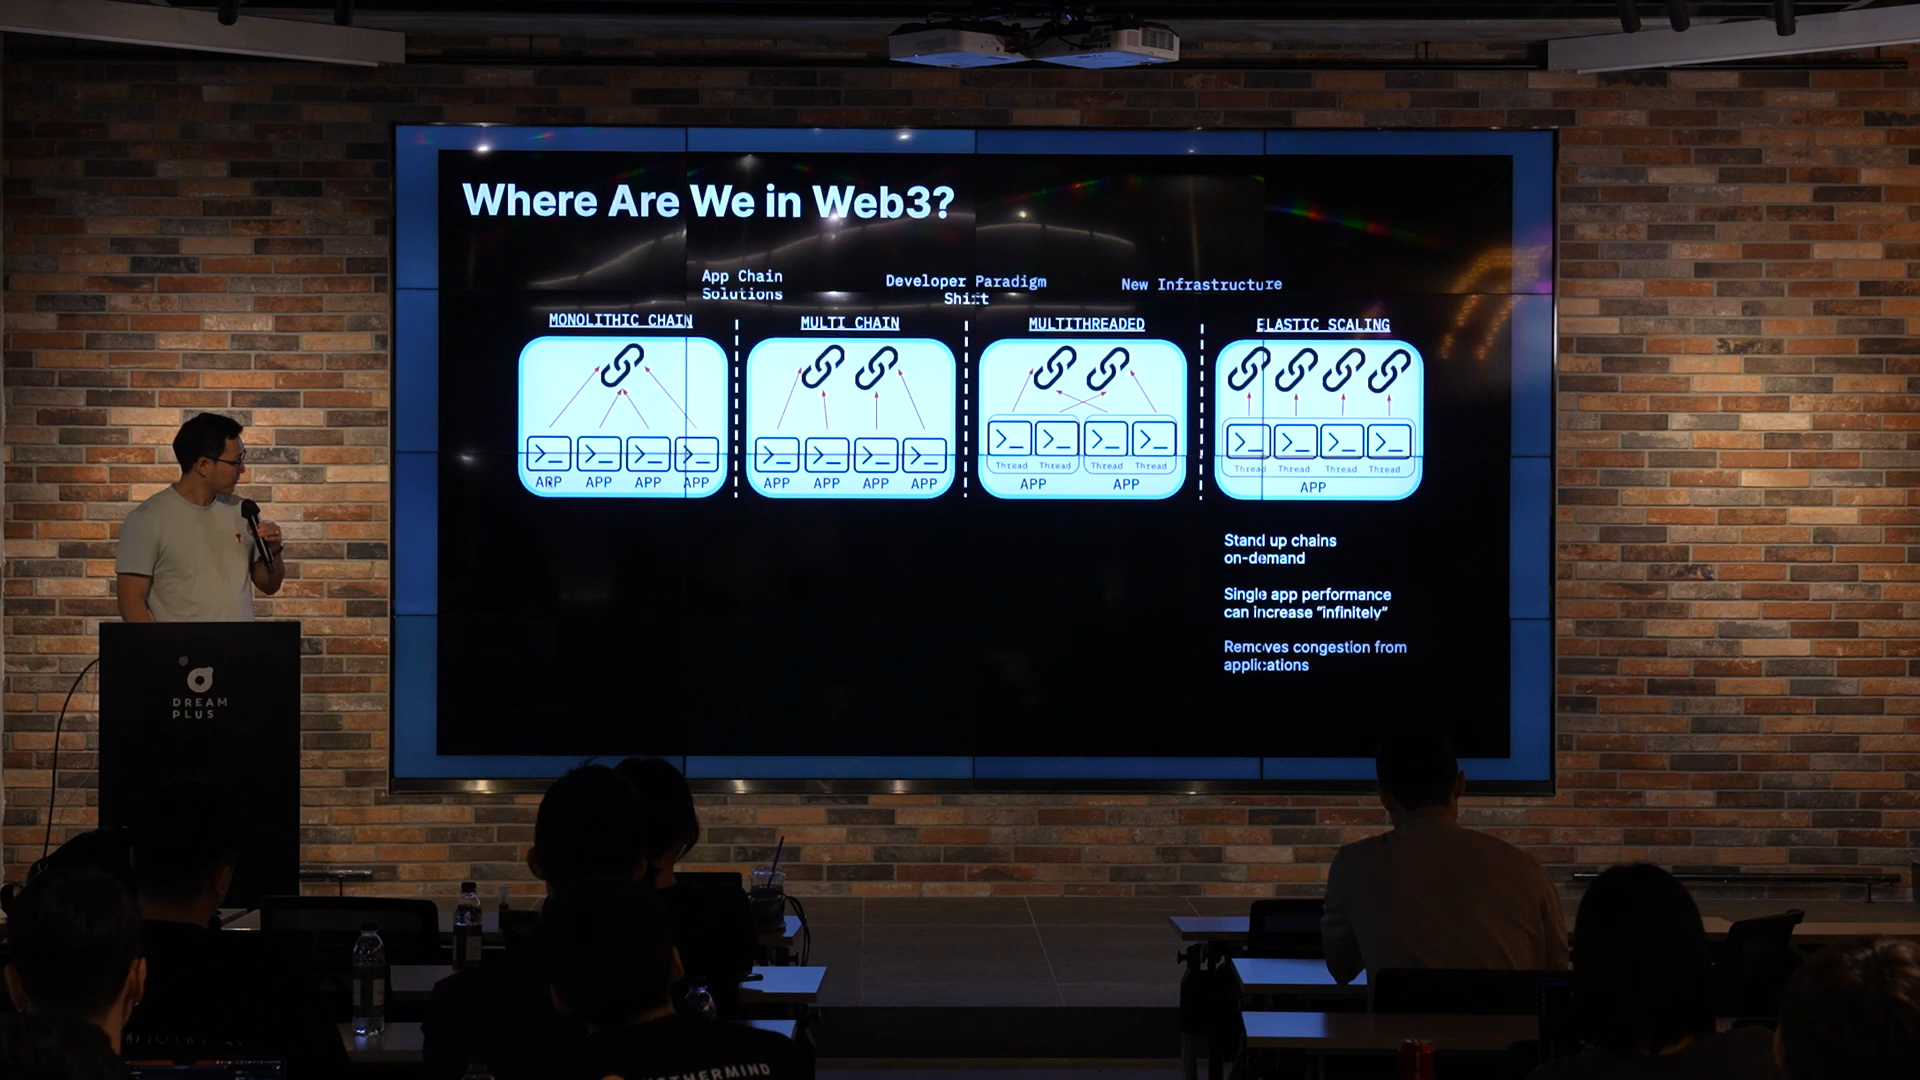 Where Are We in Web3?
App Chain
Solutions
Developer Paradigm
Shift
New Infrastructure
MONOLITHIC CHAIN
MULTI CHAIN
MULTITHREADED
ELASTIC SCALING
APP APP APP APP
APP APP APP APP
Thread Thread Thread Thread
APP APP
Thread Thread Thread Thread
APP
Stand up chains
on-demand
Single app performance
can increase “infinitely”
Removes congestion from
applications
DREAM
PLUS